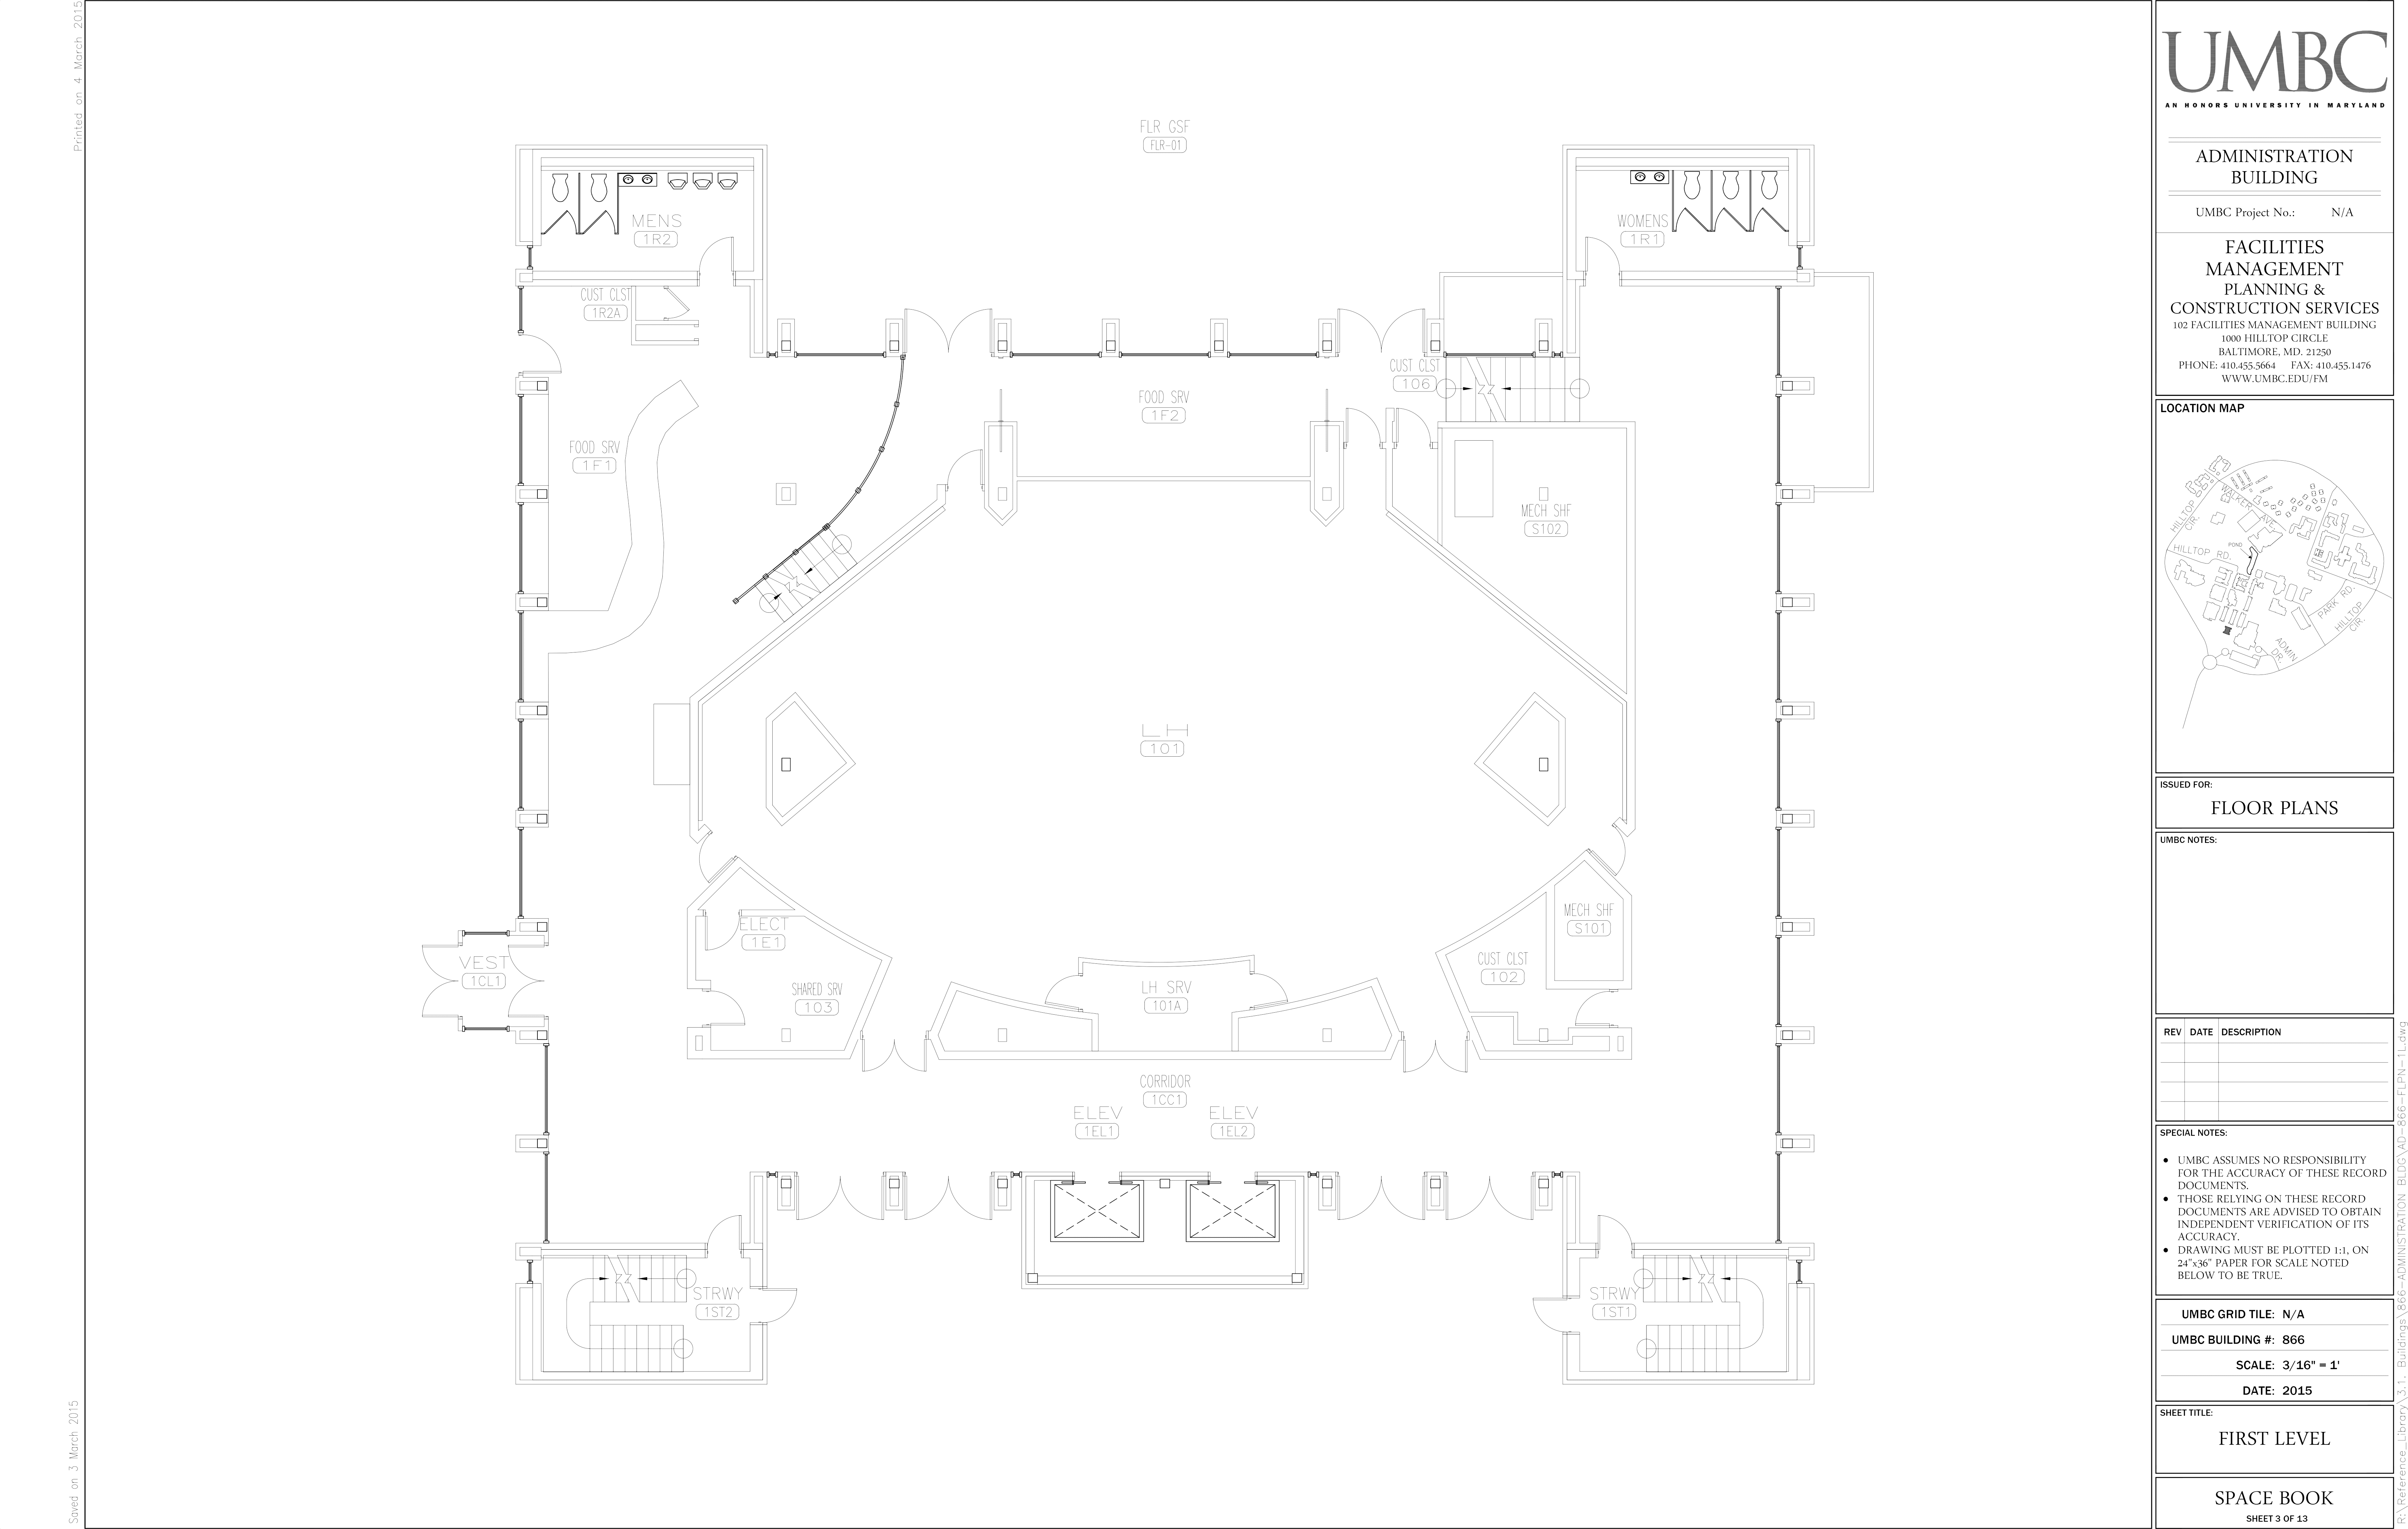 Printed on 4 March 2015
Saved on 3 March 2015
FLR GSF
FLR-01
MENS
1R2
WOMENS
1R1
CUST CLST
1R2A
CUST CLST
106
FOOD SRV
1F2
FOOD SRV
1F1
MECH SHF
S102
LH
101
ELECT
1E1
MECH SHF
S101
VEST
1CL1
CUST CLST
102
SHARED SRV
103
LH SRV
101A
CORRIDOR
1CC1
ELEV
1EL1
ELEV
1EL2
STRWY
1ST2
STRWY
1ST1
UMBC
AN HONORS UNIVERSITY IN MARYLAND
ADMINISTRATION
BUILDING
UMBC Project No.: N/A
FACILITIES
MANAGEMENT
PLANNING &
CONSTRUCTION SERVICES
102 FACILITIES MANAGEMENT BUILDING
1000 HILLTOP CIRCLE
BALTIMORE, MD. 21250
PHONE: 410.455.5664 FAX: 410.455.1476
WWW.UMBC.EDU/FM
LOCATION MAP
WALKER AVE.
HILLTOP
CIR.
POND
HILLTOP RD.
PARK RD.
HILLTOP
CIR.
ADMIN
DR.
ISSUED FOR:
FLOOR PLANS
UMBC NOTES:
REV DATE DESCRIPTION
SPECIAL NOTES:
● UMBC ASSUMES NO RESPONSIBILITY
FOR THE ACCURACY OF THESE RECORD
DOCUMENTS.
● THOSE RELYING ON THESE RECORD
DOCUMENTS ARE ADVISED TO OBTAIN
INDEPENDENT VERIFICATION OF ITS
ACCURACY.
● DRAWING MUST BE PLOTTED 1:1, ON
24"x36" PAPER FOR SCALE NOTED
BELOW TO BE TRUE.
UMBC GRID TILE: N/A
UMBC BUILDING #: 866
SCALE: 3/16" = 1'
DATE: 2015
SHEET TITLE:
FIRST LEVEL
SPACE BOOK
SHEET 3 OF 13
R:\Reference_Library\3.1. Buildings\866-ADMINISTRATION BLDG\AD-866-FLPN-1L.dwg